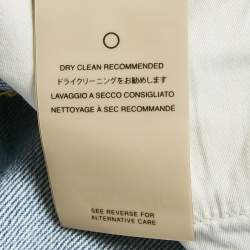 DRY CLEAN RECOMMENDED
ドライクリーニングをお勧めします
LAVAGGIO A SECCO CONSIGLIATO
NETTOYAGE À SEC RECOMMANDÉ
SEE REVERSE FOR
ALTERNATIVE CARE